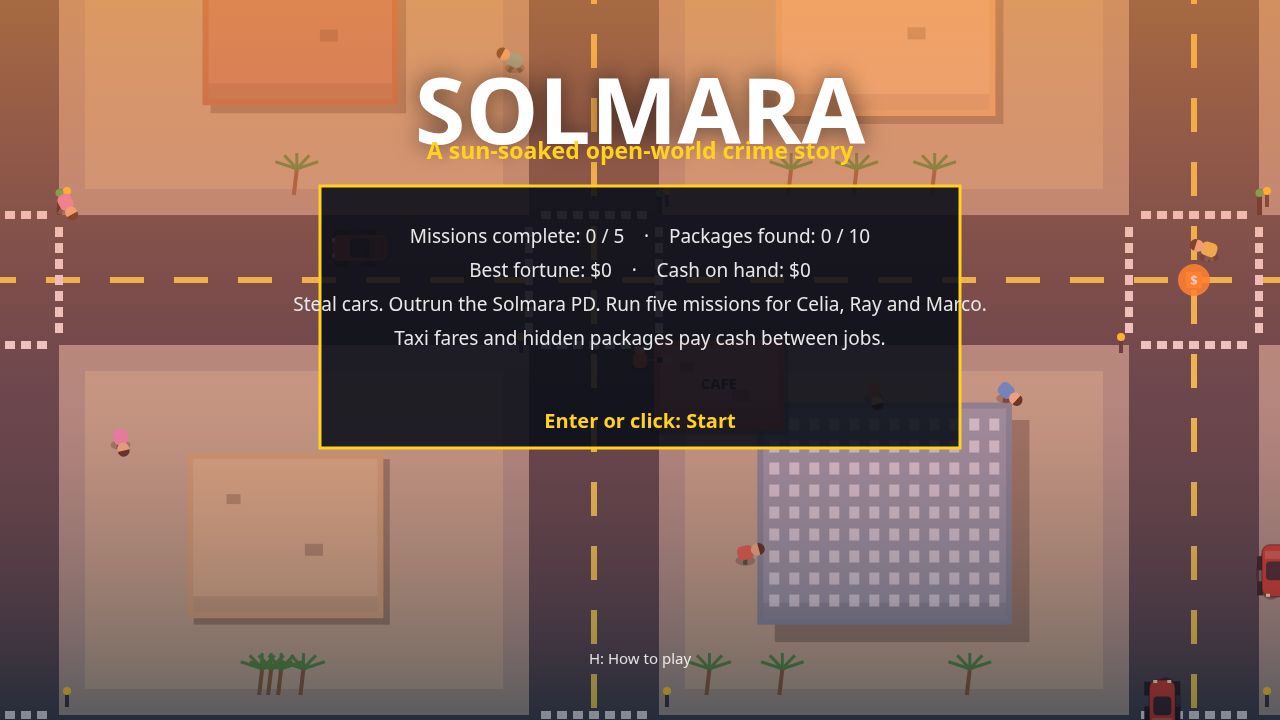 SOLMARA
A sun-soaked open-world crime story
Missions complete: 0 / 5 · Packages found: 0 / 10
Best fortune: $0 · Cash on hand: $0
Steal cars. Outrun the Solmara PD. Run five missions for Celia, Ray and Marco.
Taxi fares and hidden packages pay cash between jobs.
$
CAFE
Enter or click: Start
H: How to play